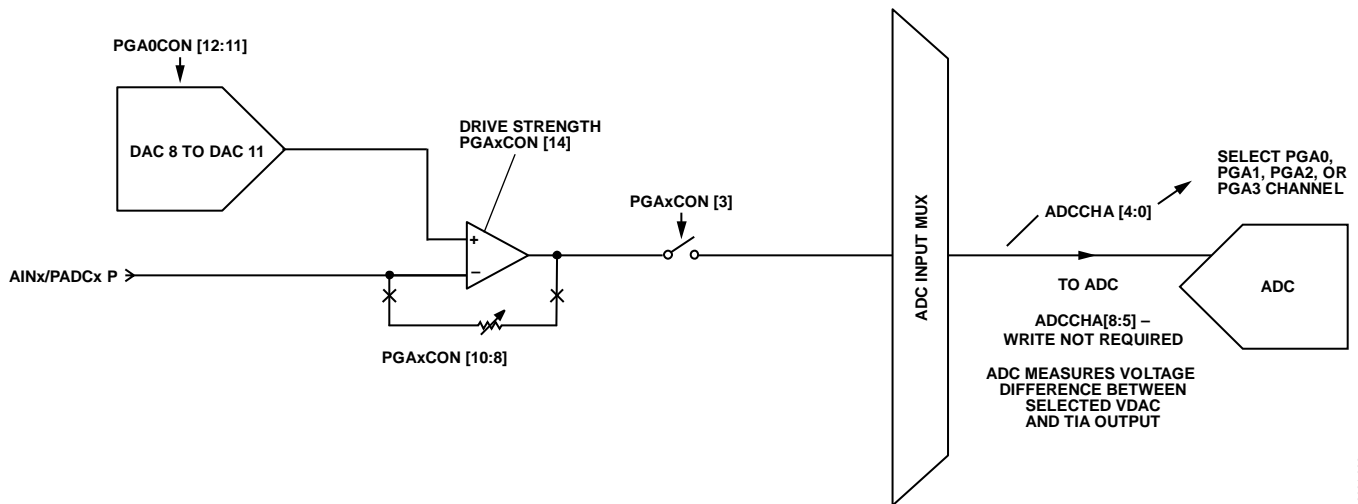 PGA0CON [12:11]
DAC 8 TO DAC 11
DRIVE STRENGTH
PGAxCON [14]
+
–
AINx/PADCx P
PGAxCON [10:8]
PGAxCON [3]
ADC INPUT MUX
ADCCHA [4:0]
SELECT PGA0,
PGA1, PGA2, OR
PGA3 CHANNEL
TO ADC
ADC
ADCCHA[8:5] –
WRITE NOT REQUIRED
ADC MEASURES VOLTAGE
DIFFERENCE BETWEEN
SELECTED VDAC
AND TIA OUTPUT